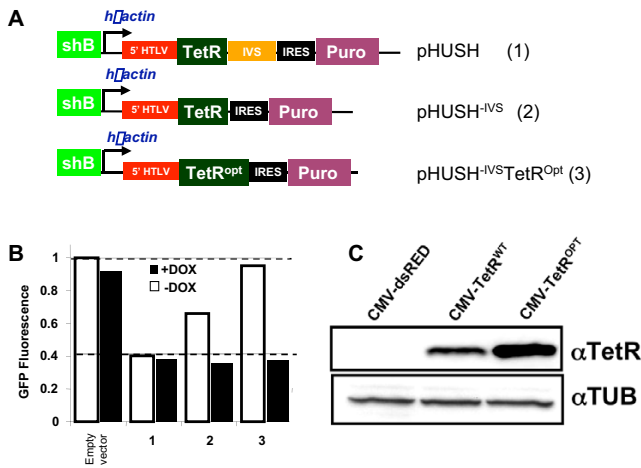 A
h▯actin
shB 5' HTLV TetR IVS IRES Puro pHUSH (1)
h▯actin
shB 5' HTLV TetR IRES Puro pHUSH-IVS (2)
h▯actin
shB 5' HTLV TetRopt IRES Puro pHUSH-IVSTetROpt (3)
B
GFP Fluorescence
1
0.8
0.6
0.4
0.2
0
+DOX
-DOX
Empty vector
1 2 3
C
CMV-dsRED
CMV-TetRWT
CMV-TetROPT
αTetR
αTUB